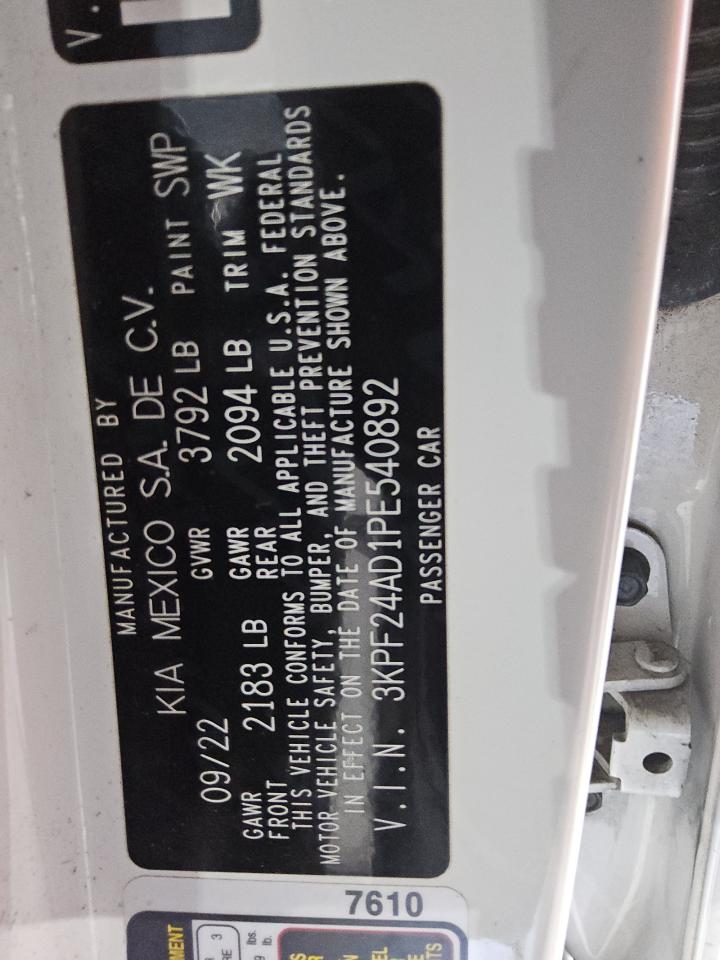 MANUFACTURED BY
KIA MEXICO S.A. DE C.V.
09/22 GVWR 3792 LB PAINT SWP
GAWR FRONT 2183 LB GAWR REAR 2094 LB TRIM WK
THIS VEHICLE CONFORMS TO ALL APPLICABLE U.S.A. FEDERAL
MOTOR VEHICLE SAFETY, BUMPER, AND THEFT PREVENTION STANDARDS
IN EFFECT ON THE DATE OF MANUFACTURE SHOWN ABOVE.
V.I.N. 3KPF24AD1PE540892
PASSENGER CAR
7610